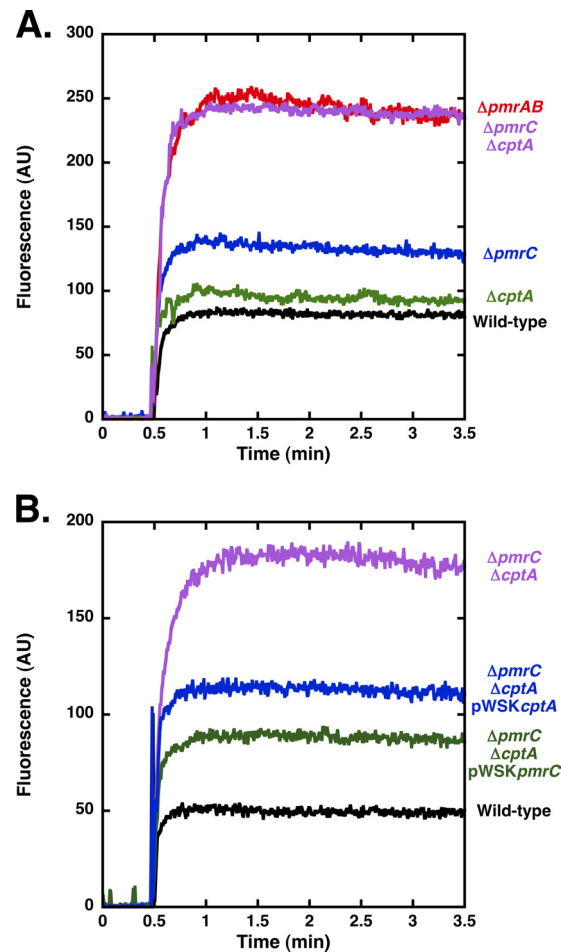 A.
300
250
200
150
100
50
0
Fluorescence (AU)
0
0.5
1
1.5
2
2.5
3
3.5
Time (min)
ΔpmrAB
ΔpmrC
ΔcptA
ΔpmrC
ΔcptA
Wild-type
B.
200
150
100
50
0
Fluorescence (AU)
0
0.5
1
1.5
2
2.5
3
3.5
Time (min)
ΔpmrC
ΔcptA
ΔpmrC
ΔcptA
pWSKcptA
ΔpmrC
ΔcptA
pWSKpmrC
Wild-type